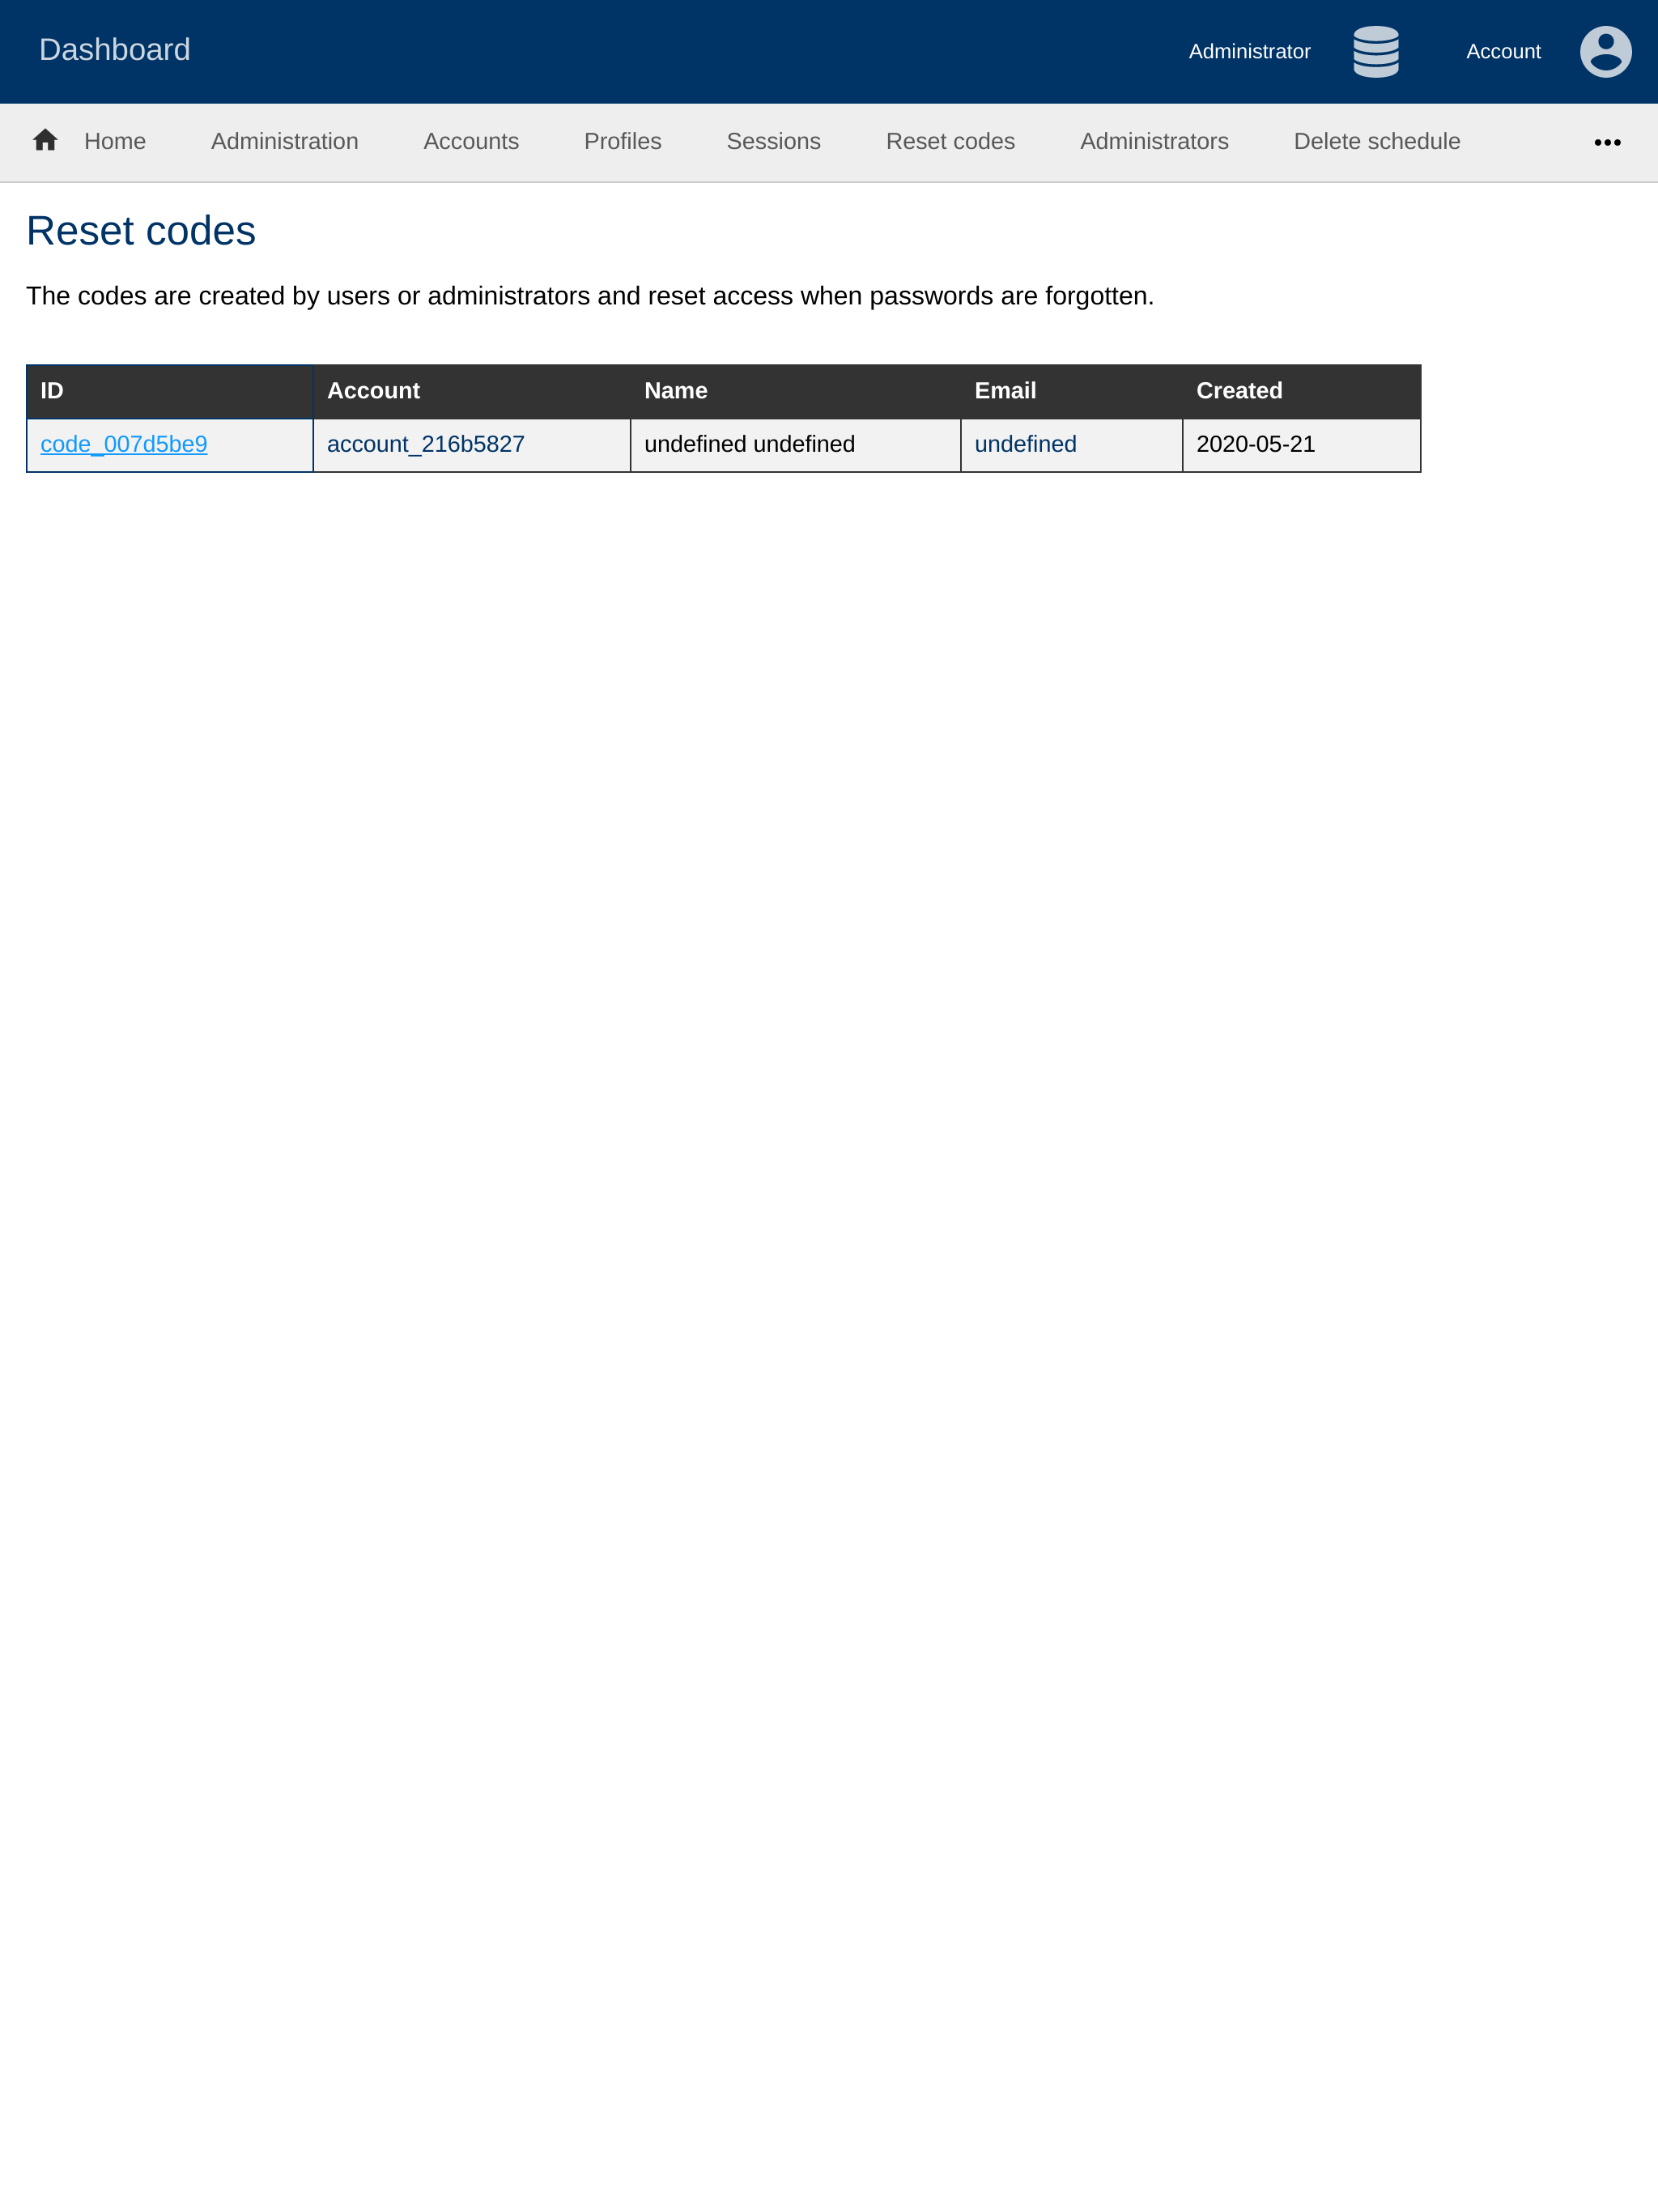 Dashboard Administrator Account
Home Administration Accounts Profiles Sessions Reset codes Administrators Delete schedule
Reset codes
The codes are created by users or administrators and reset access when passwords are forgotten.
ID Account Name Email Created
code_007d5be9 account_216b5827 undefined undefined undefined 2020-05-21